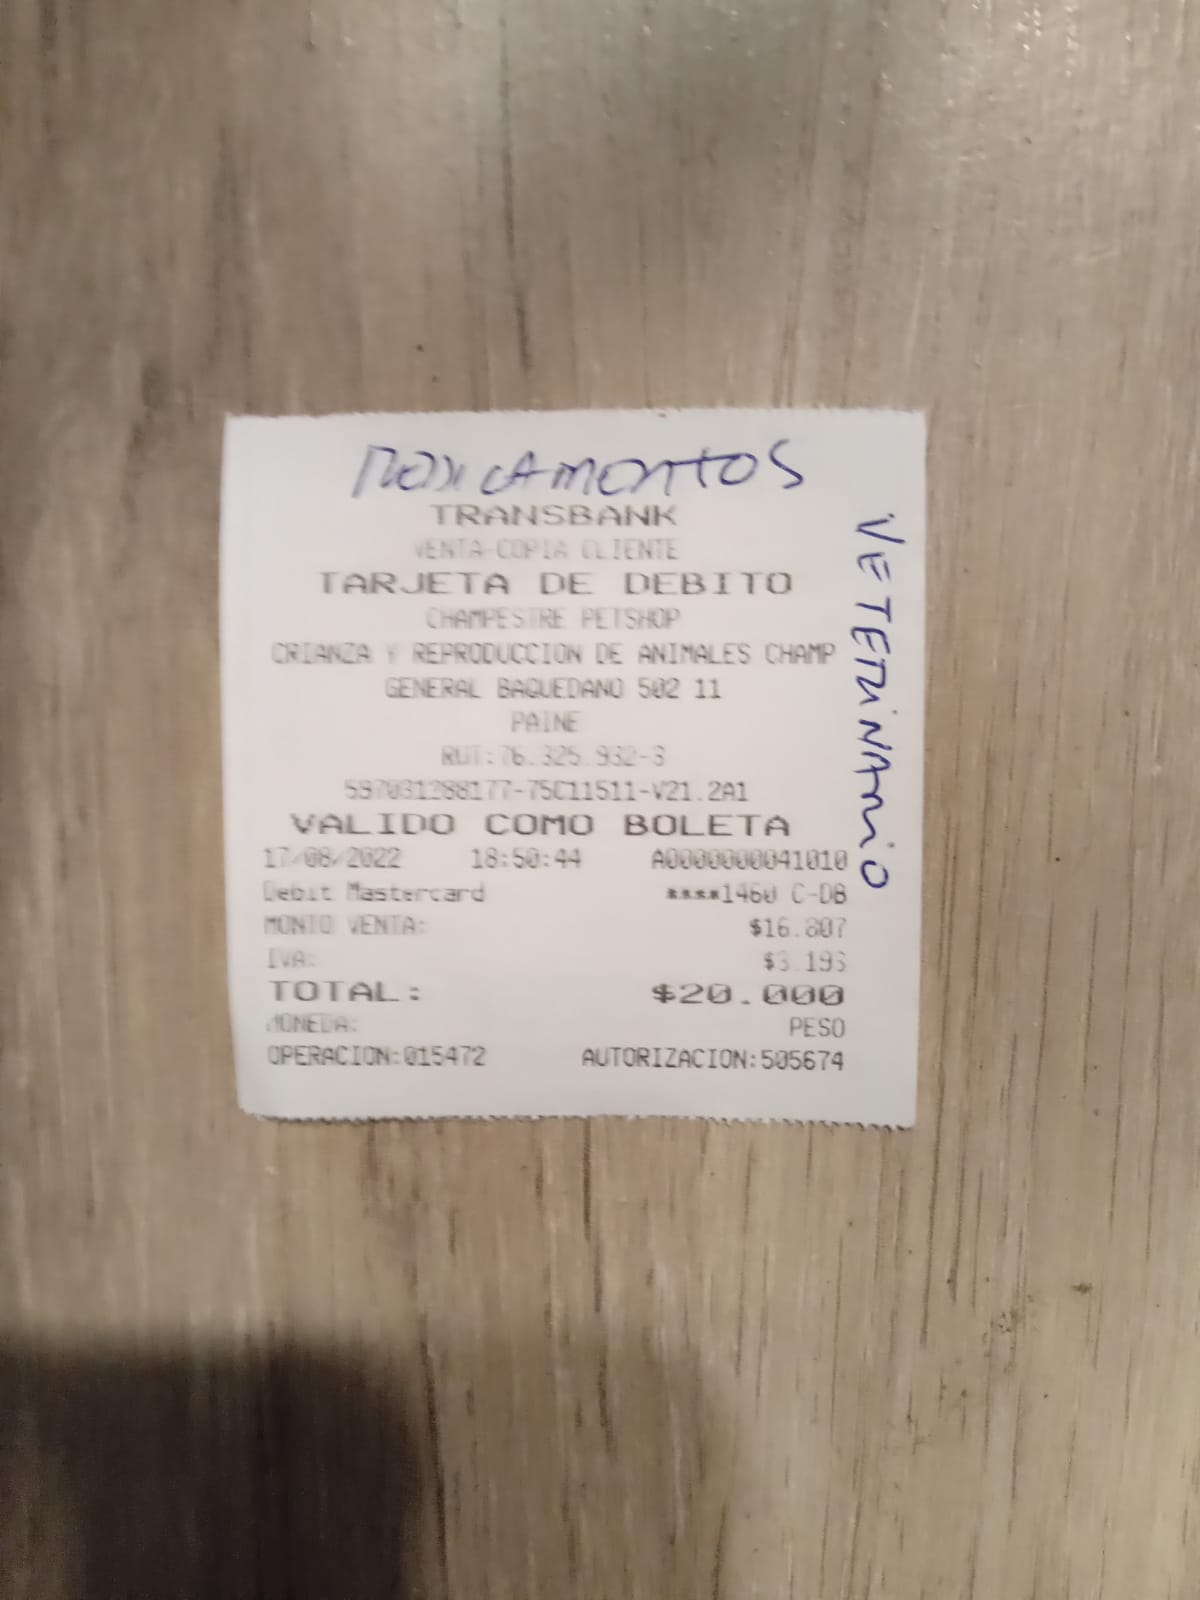 MEDICAMENTOS
TRANSBANK
VENTA-COPIA CLIENTE
TARJETA DE DEBITO
CHAMPESTRE PETSHOP
CRIANZA Y REPRODUCCION DE ANIMALES CHAMP
GENERAL BAQUEDANO 502 11
PAINE
RUT:76.325.932-3
597031288177-75C11511-V21.2A1
VALIDO COMO BOLETA
17/08/2022 18:50:44 A0000000041010
Debit Mastercard ****1460 C-DB
MONTO VENTA: $16.807
IVA: $3.193
TOTAL: $20.000
MONEDA: PESO
OPERACION:015472 AUTORIZACION:505674
VETERINARIO